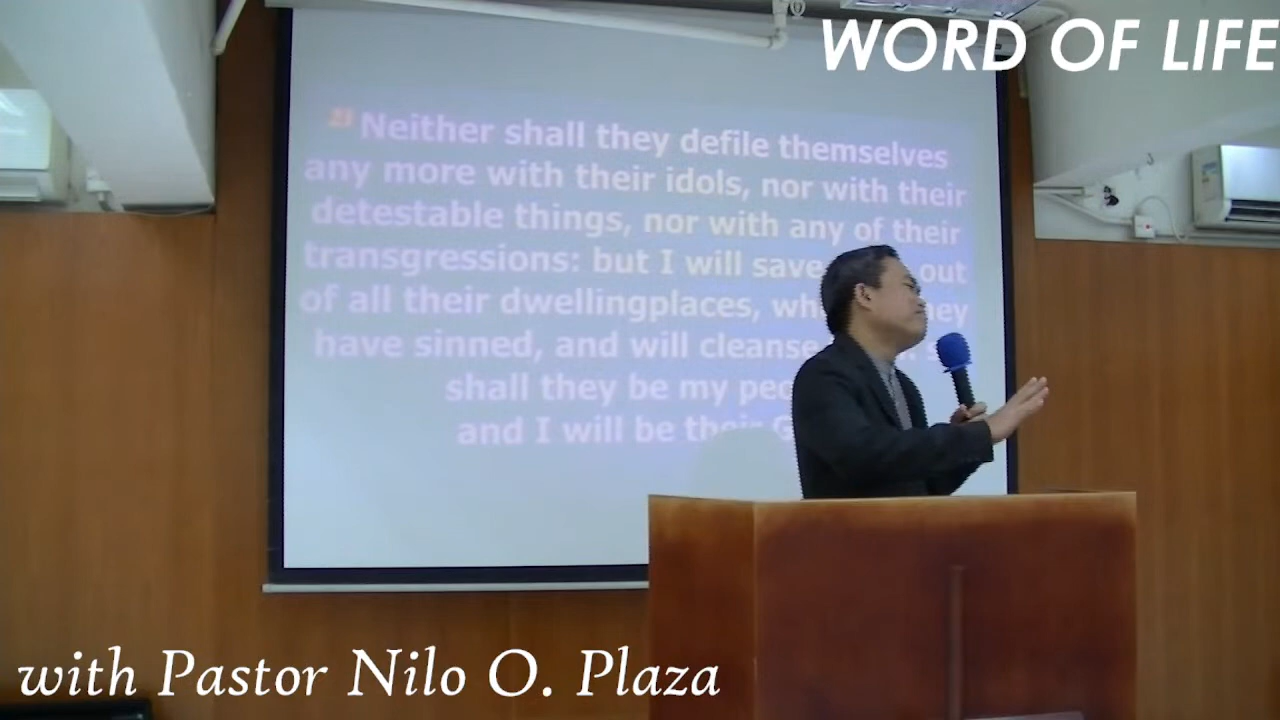 WORD OF LIFE
23 Neither shall they defile themselves
any more with their idols, nor with their
detestable things, nor with any of their
transgressions: but I will save out
of all their dwellingplaces,
have sinned, and will cleanse
shall they be my
and I will be their
with Pastor Nilo O. Plaza